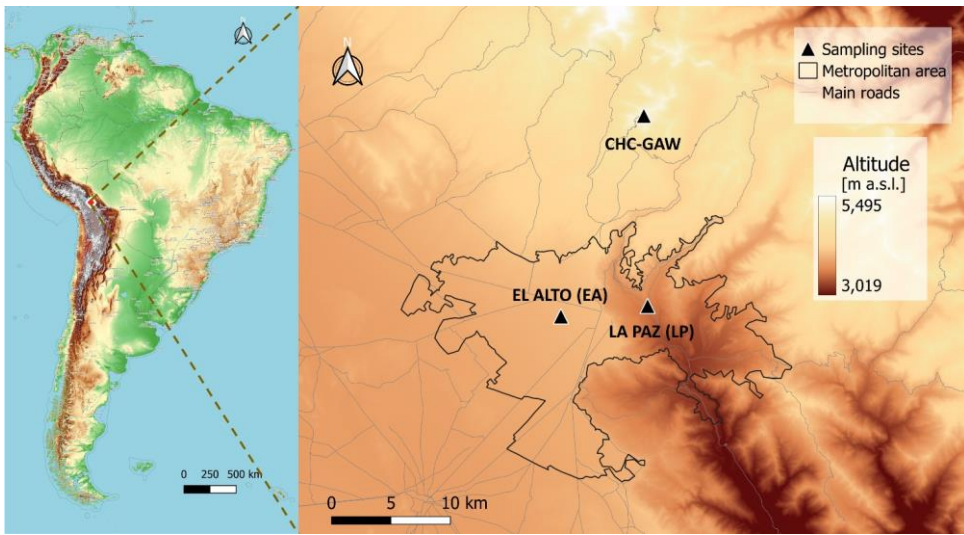 N
0 250 500 km
N
Sampling sites
Metropolitan area
Main roads
CHC-GAW
Altitude
[m a.s.l.]
5,495
3,019
EL ALTO (EA)
LA PAZ (LP)
0 5 10 km